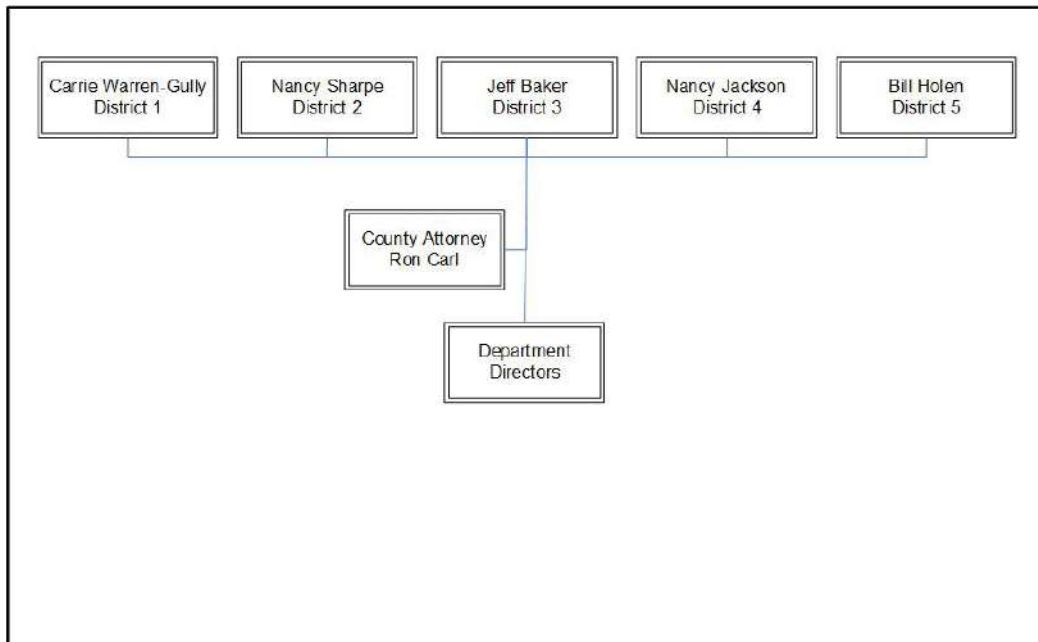 Carrie Warren-Gully
District 1
Nancy Sharpe
District 2
Jeff Baker
District 3
Nancy Jackson
District 4
Bill Holen
District 5
County Attorney
Ron Carl
Department
Directors